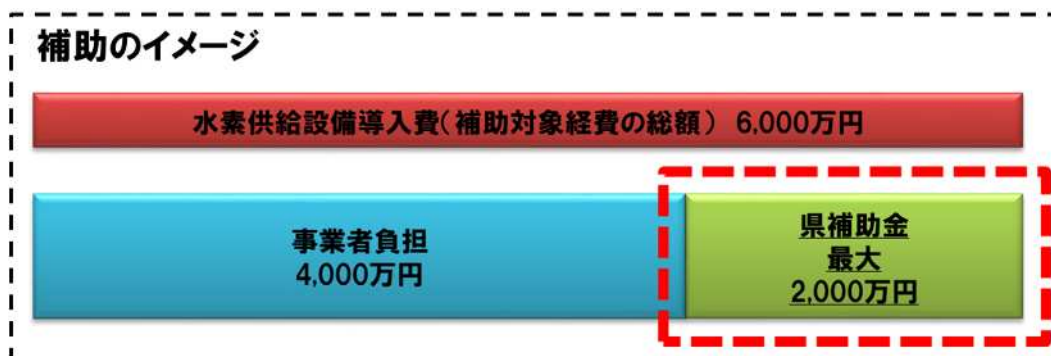 補助のイメージ
水素供給設備導入費(補助対象経費の総額) 6,000万円
事業者負担
4,000万円
県補助金
最大
2,000万円